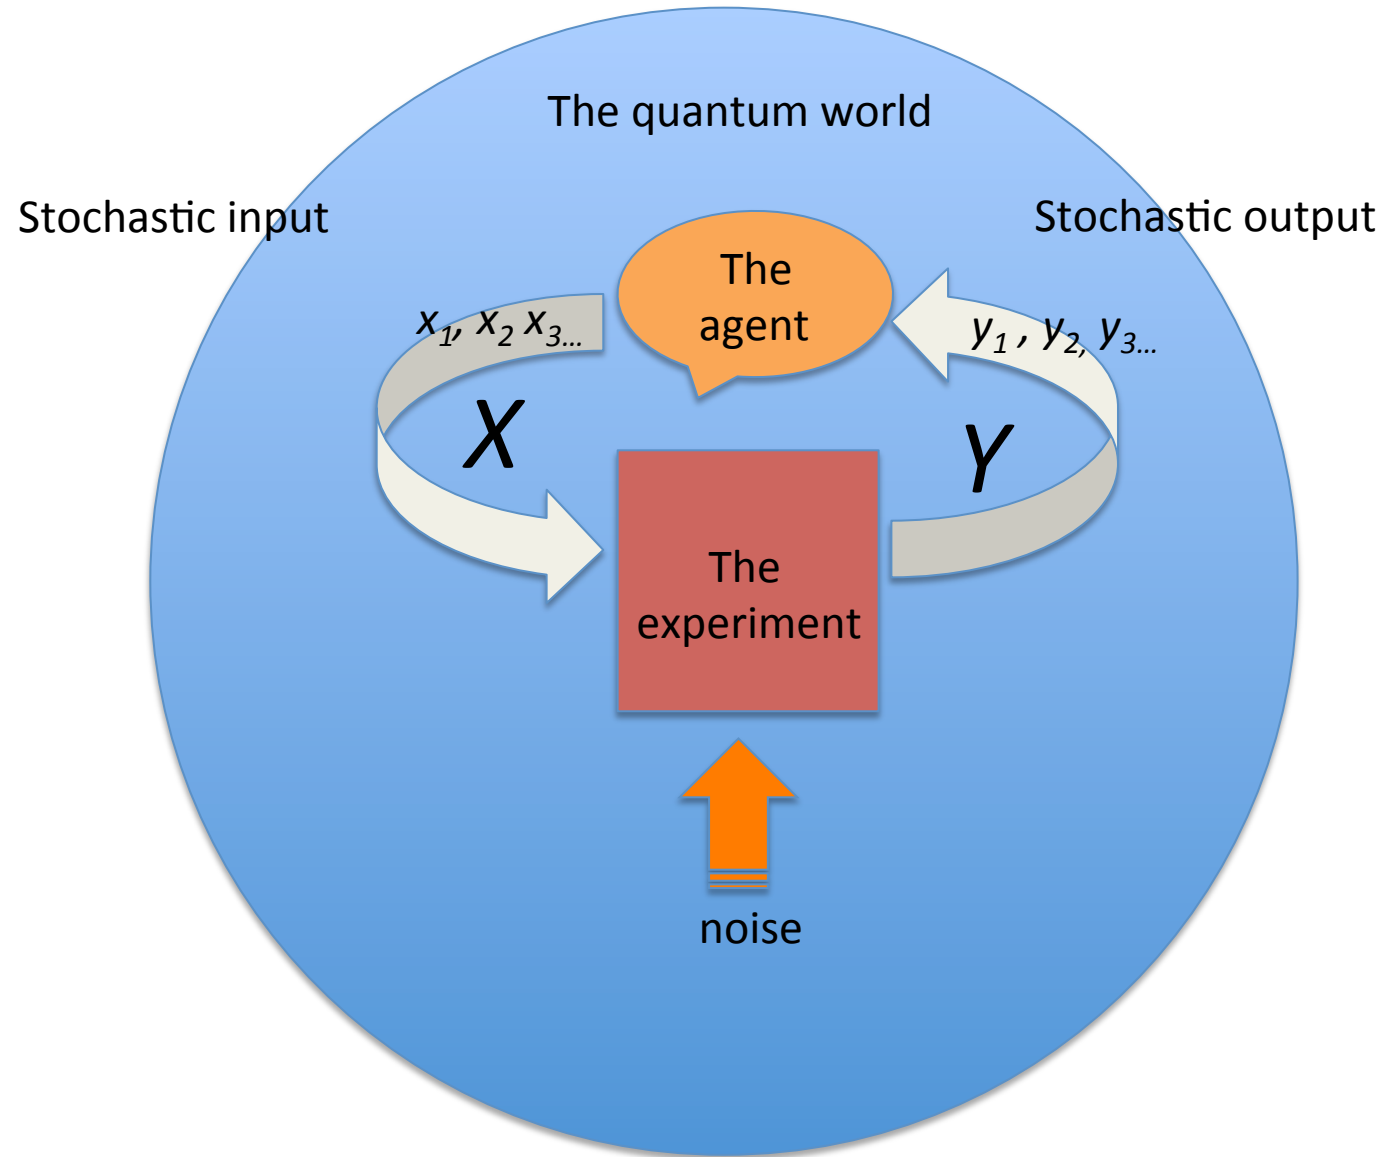 The quantum world
Stochastic input
Stochastic output
The
agent
x1, x2 x3...
y1 , y2, y3...
X
Y
The
experiment
noise